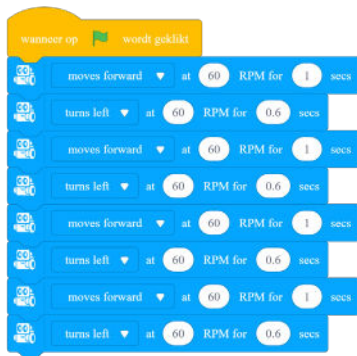 wanneer op wordt geklikt
moves forward at 60 RPM for 1 secs
turns left at 60 RPM for 0.6 secs
moves forward at 60 RPM for 1 secs
turns left at 60 RPM for 0.6 secs
moves forward at 60 RPM for 1 secs
turns left at 60 RPM for 0.6 secs
moves forward at 60 RPM for 1 secs
turns left at 60 RPM for 0.6 secs